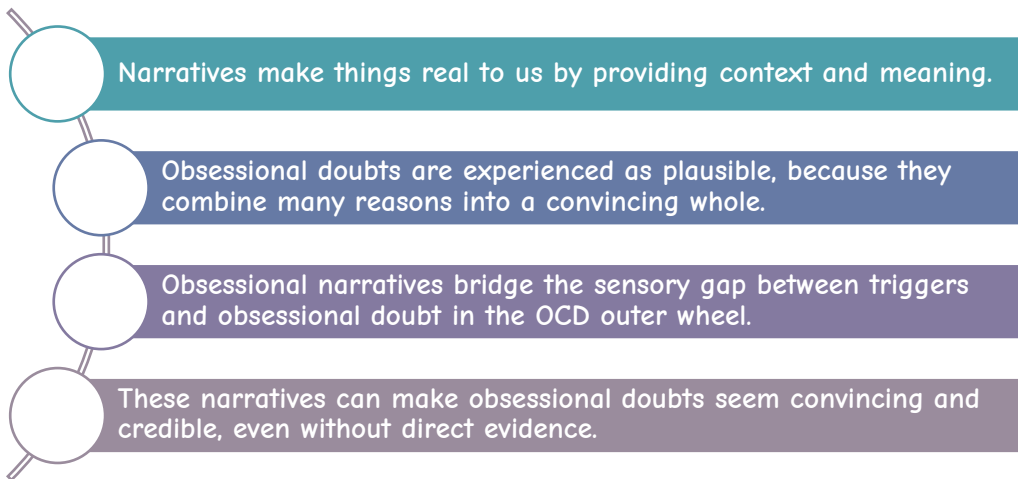 Narratives make things real to us by providing context and meaning.
Obsessional doubts are experienced as plausible, because they
combine many reasons into a convincing whole.
Obsessional narratives bridge the sensory gap between triggers
and obsessional doubt in the OCD outer wheel.
These narratives can make obsessional doubts seem convincing and
credible, even without direct evidence.